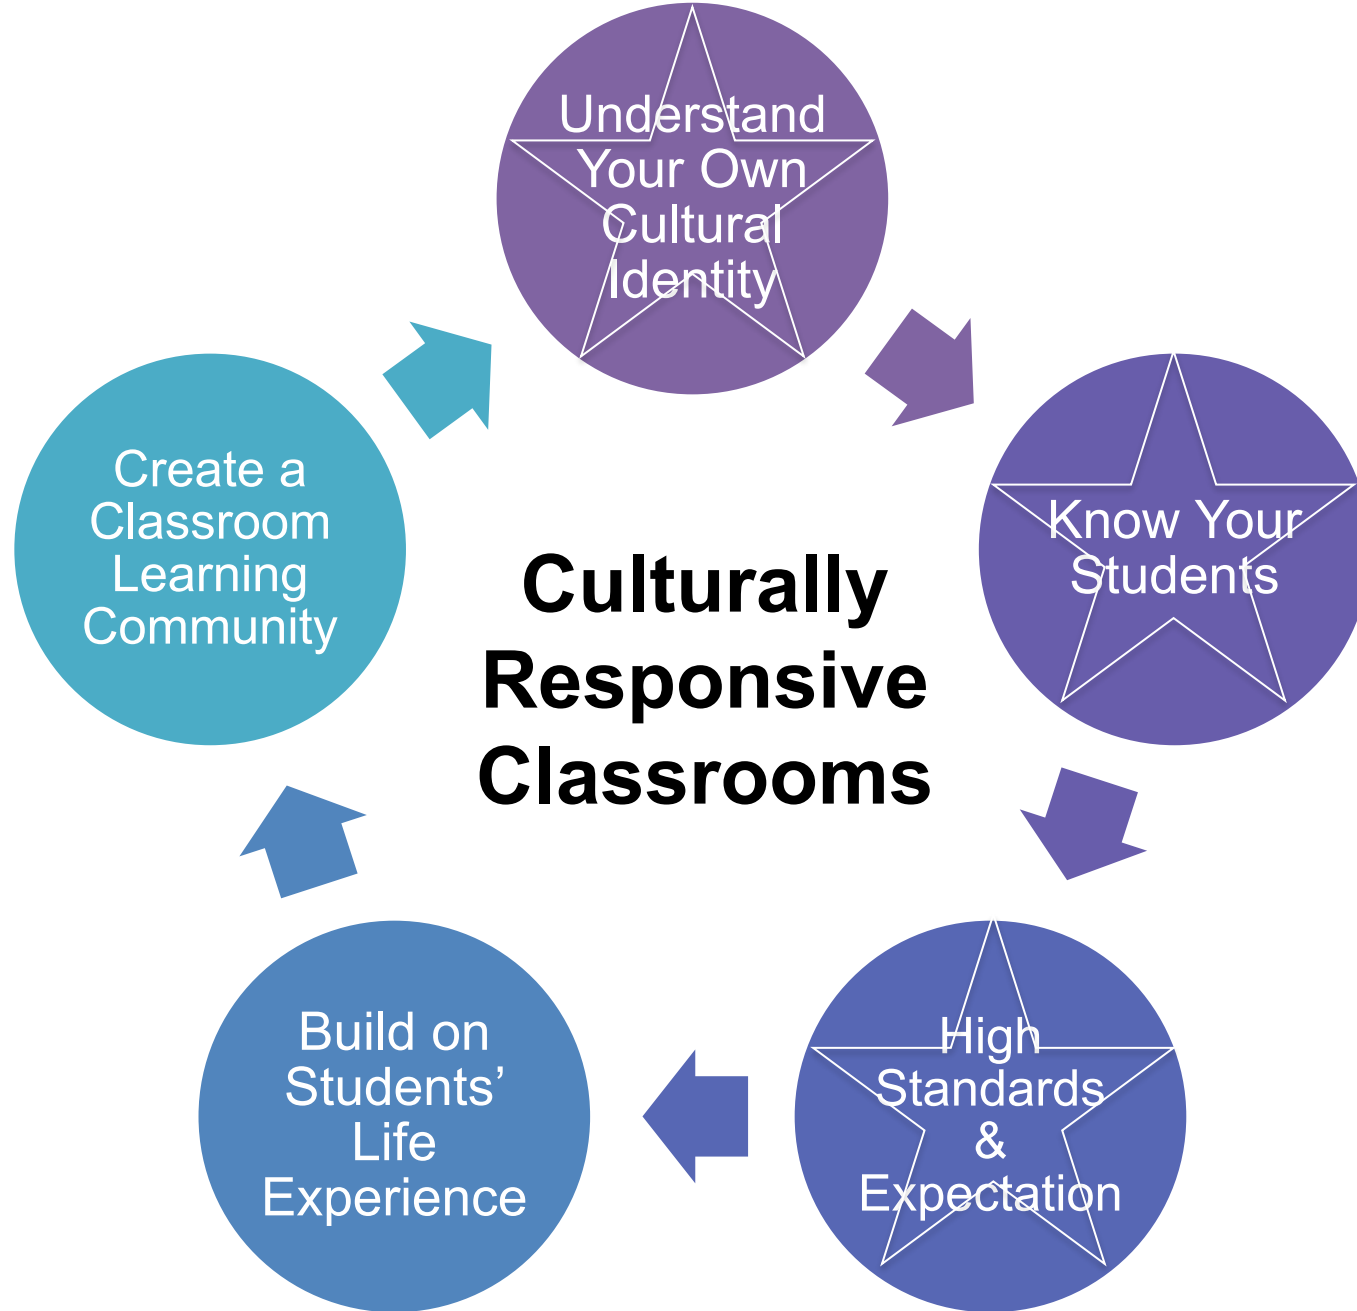 Understand
Your Own
Cultural
Identity
Know Your
Students
High
Standards
&
Expectation
Build on
Students’
Life
Experience
Create a
Classroom
Learning
Community
Culturally
Responsive
Classrooms